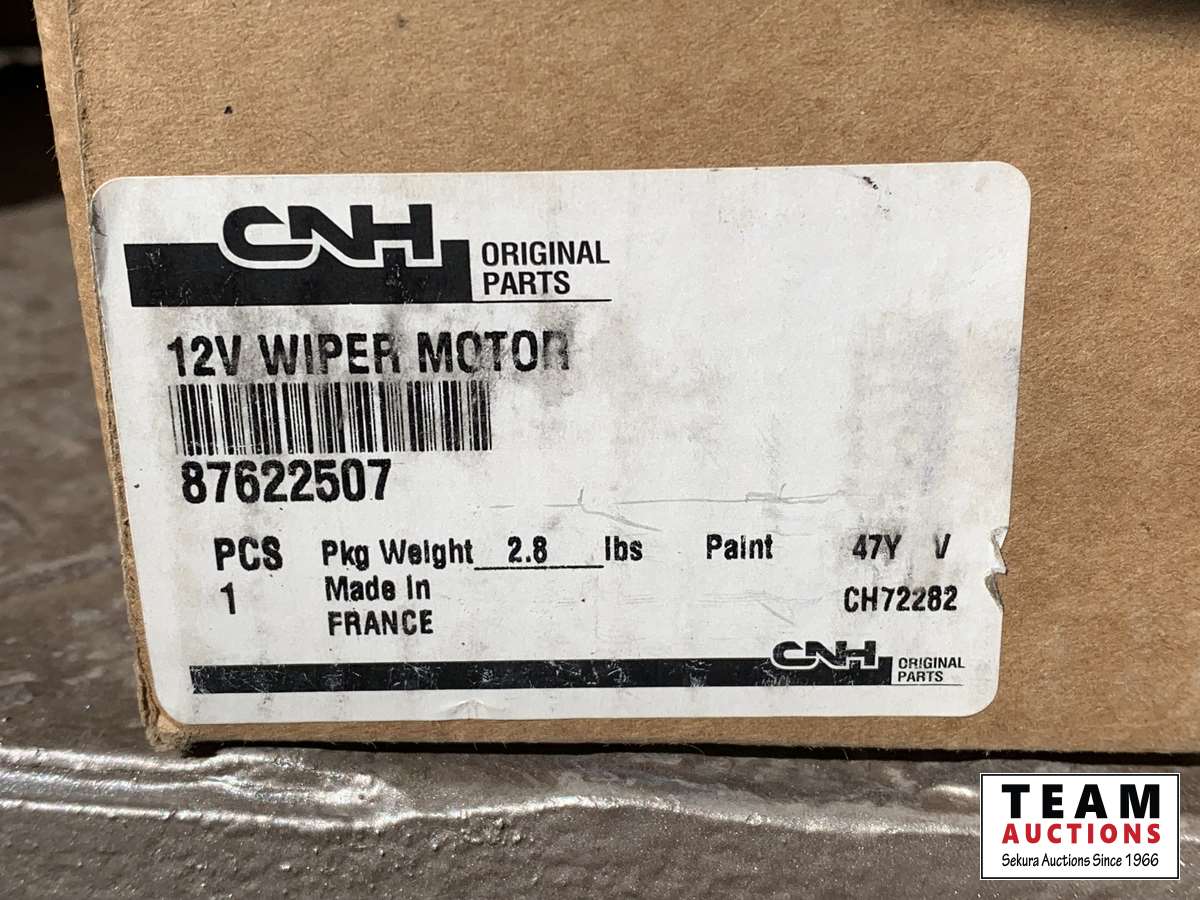 CNH ORIGINAL
PARTS
12V WIPER MOTOR
87622507
PCS Pkg Weight 2.8 lbs Paint 47Y V
1 Made In CH72282
FRANCE
CNH ORIGINAL
PARTS
TEAM
AUCTIONS
Sekura Auctions Since 1966